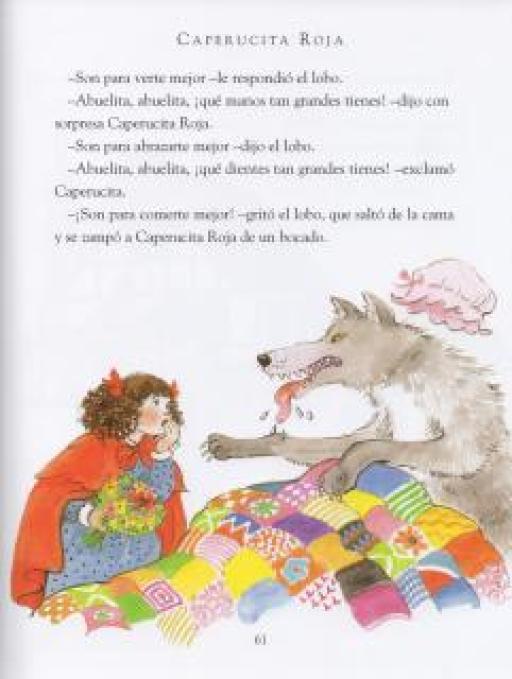 CAPERUCITA ROJA
–Son para verte mejor –le respondió el lobo.
–Abuelita, abuelita, ¡qué manos tan grandes tienes! –dijo con
sorpresa Caperucita Roja.
–Son para abrazarte mejor –dijo el lobo.
–Abuelita, abuelita, ¡qué dientes tan grandes tienes! –exclamó
Caperucita.
–¡Son para comerte mejor! –gritó el lobo, que saltó de la cama
y se zampó a Caperucita Roja de un bocado.
61